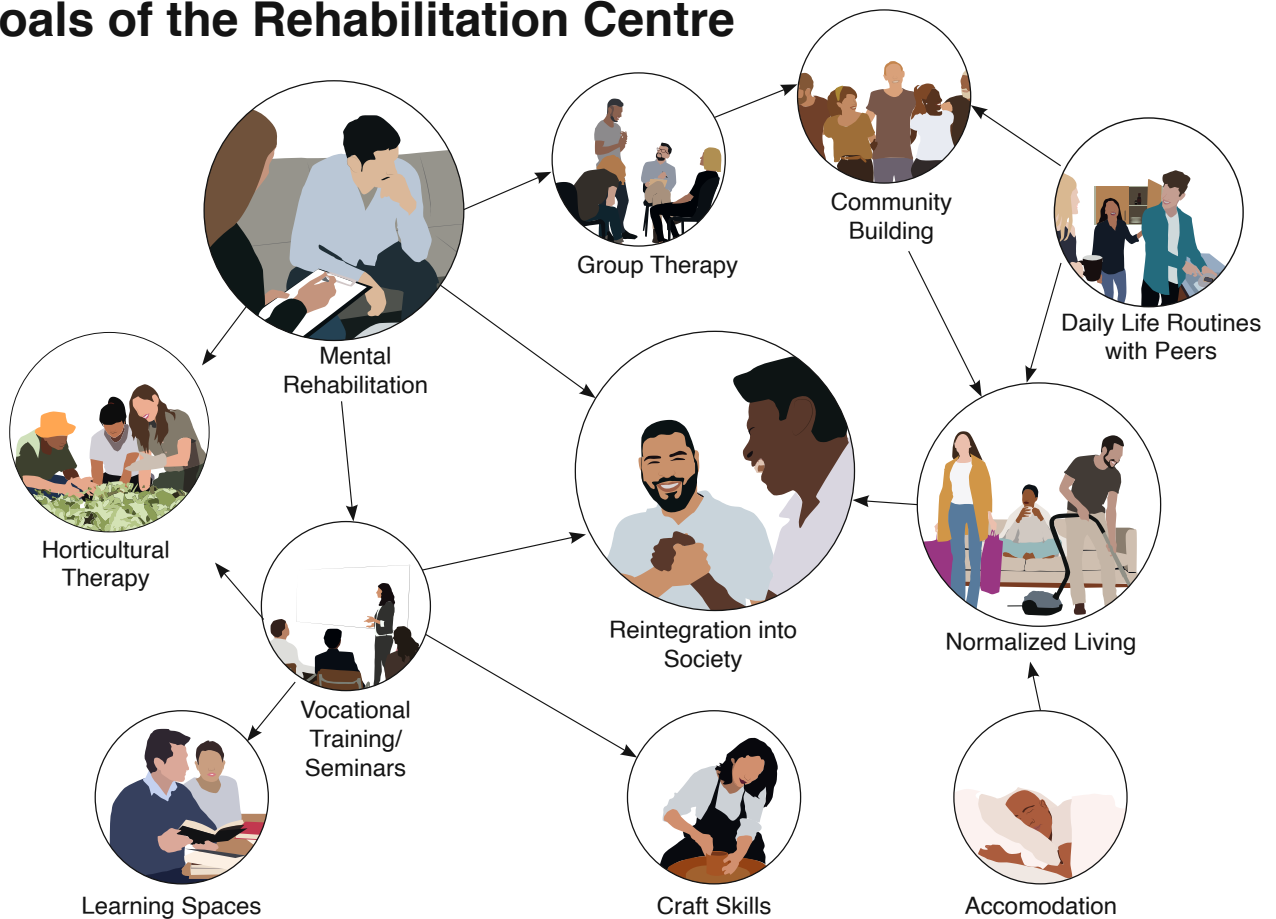 oals of the Rehabilitation Centre
Community
Building
Group Therapy
Daily Life Routines
with Peers
Mental
Rehabilitation
Horticultural
Therapy
Reintegration into
Society
Normalized Living
Vocational
Training/
Seminars
Learning Spaces
Craft Skills
Accomodation